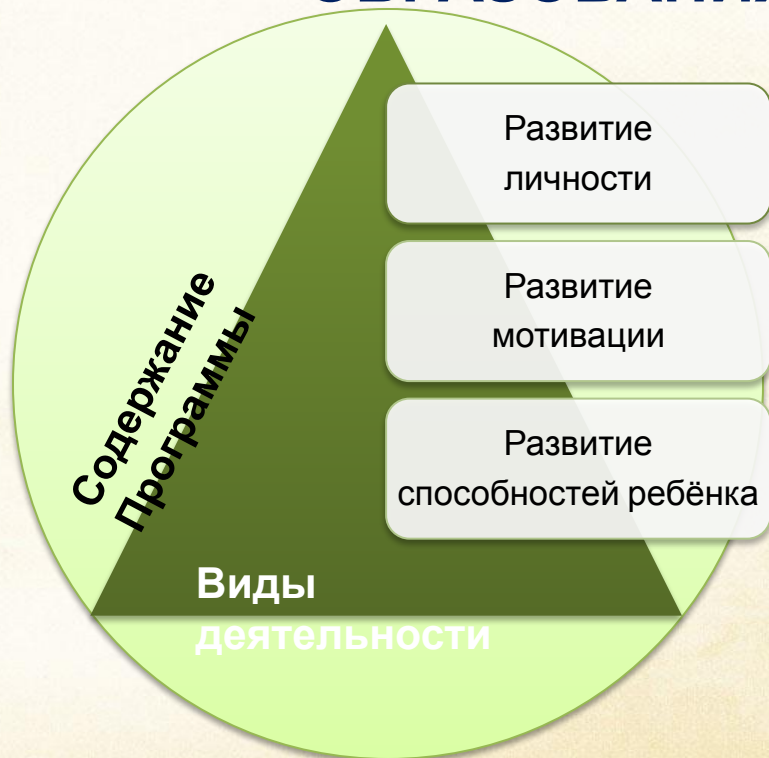 Развитие
личности
Развитие
мотивации
Развитие
способностей ребёнка
Содержание
Программы
Виды
деятельности